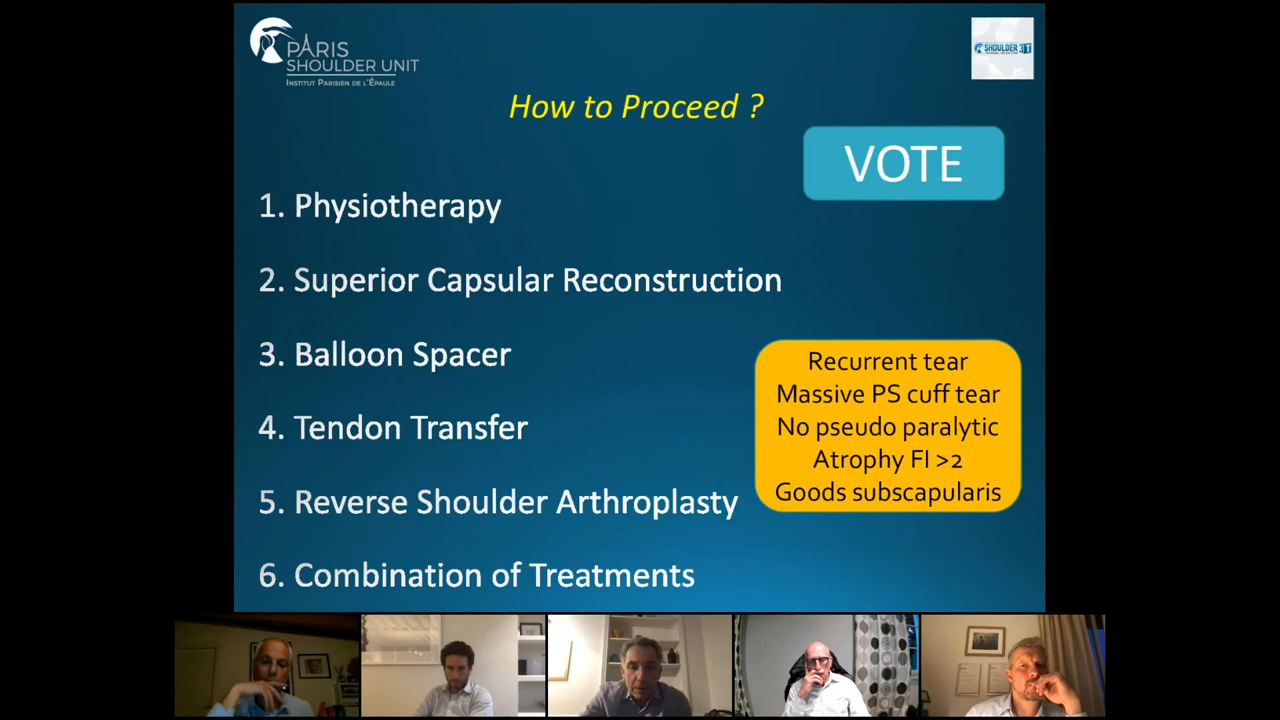 PARIS
SHOULDER UNIT
INSTITUT PARISIEN DE L'ÉPAULE
SHOULDER 3T
How to Proceed ?
VOTE
1. Physiotherapy
2. Superior Capsular Reconstruction
3. Balloon Spacer
4. Tendon Transfer
5. Reverse Shoulder Arthroplasty
6. Combination of Treatments
Recurrent tear
Massive PS cuff tear
No pseudo paralytic
Atrophy FI >2
Goods subscapularis